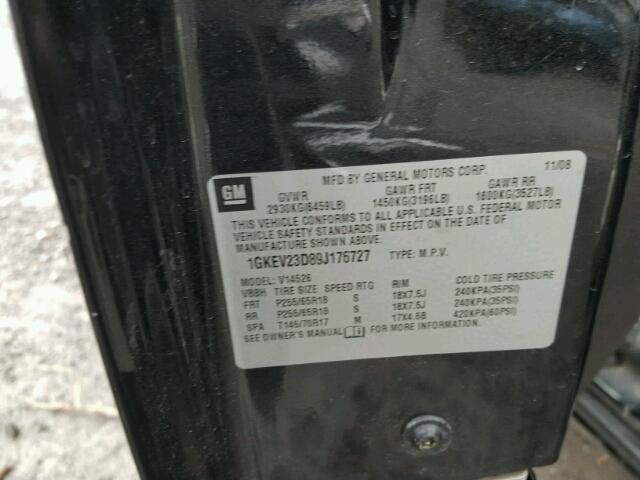 GM
MFD BY GENERAL MOTORS CORP. 11/08
GVWR GAWR FRT GAWR RR
2930KG(6459LB) 1450KG(3196LB) 1600KG(3527LB)
THIS VEHICLE CONFORMS TO ALL APPLICABLE U.S. FEDERAL MOTOR
VEHICLE SAFETY STANDARDS IN EFFECT ON THE DATE OF
MANUFACTURE SHOWN ABOVE.
1GKEV23D89J176727 TYPE: M.P.V.
MODEL: V14526
VBBH TIRE SIZE SPEED RTG RIM COLD TIRE PRESSURE
FRT P255/65R18 S 18X7.5J 240KPA(35PSI)
RR P255/65R18 S 18X7.5J 240KPA(35PSI)
SPA T145/70R17 M 17X4.5B 420KPA(60PSI)
SEE OWNER'S MANUAL FOR MORE INFORMATION.